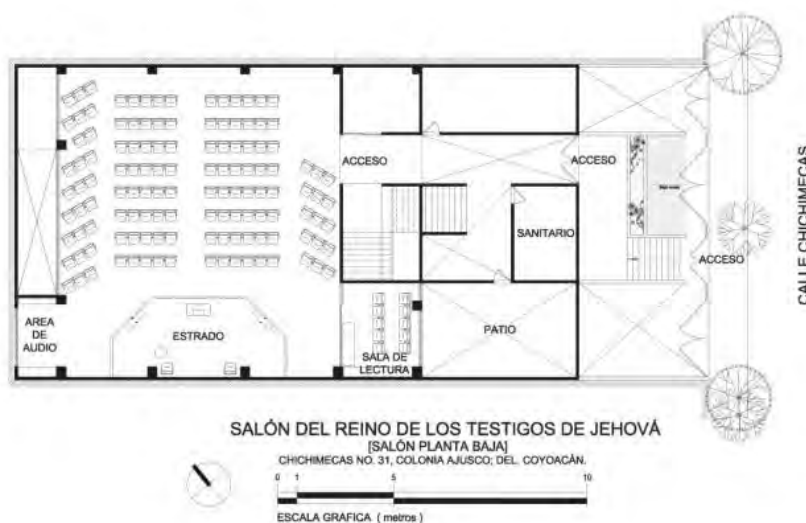 ACCESO
ACCESO
SANITARIO
ACCESO
CALLE CHICHIMECAS
AREA
DE
AUDIO
ESTRADO
SALA DE
LECTURA
PATIO
SALÓN DEL REINO DE LOS TESTIGOS DE JEHOVÁ
[SALÓN PLANTA BAJA]
CHICHIMECAS NO. 31, COLONIA AJUSCO; DEL. COYOACÀN.
0 1 5 10
ESCALA GRAFICA ( metros )